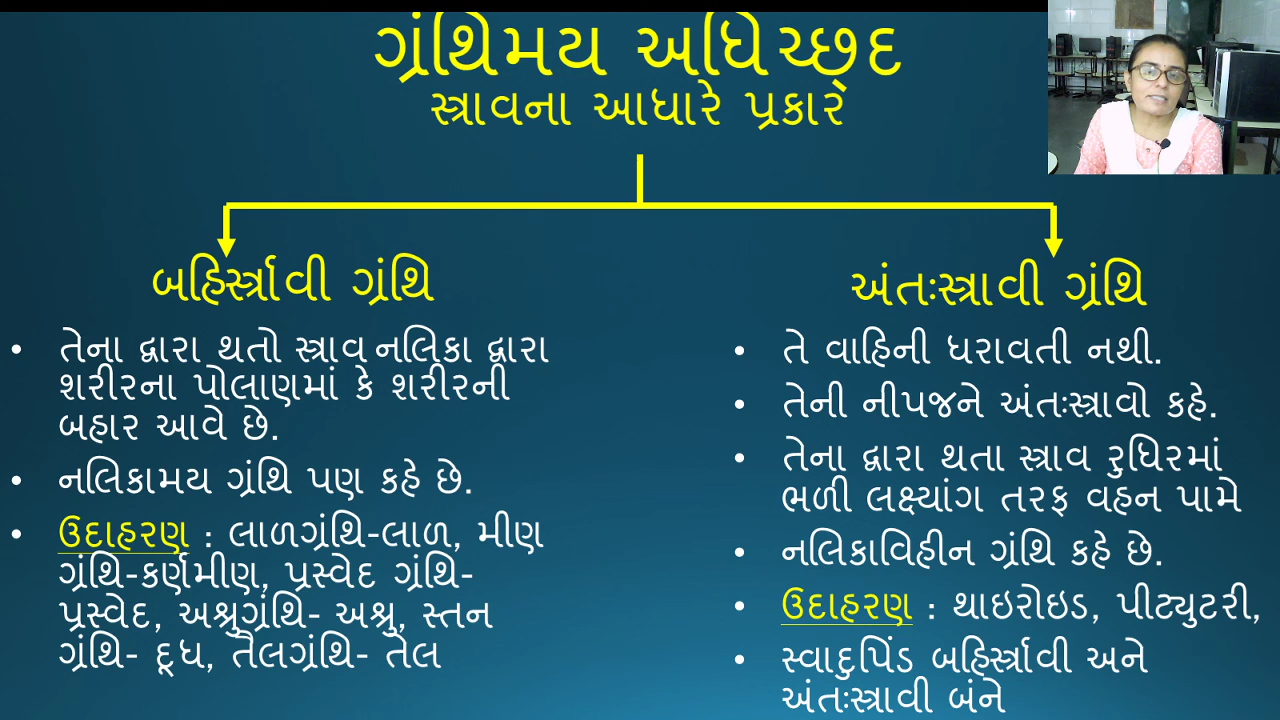 ગ્રંથિમય અધિચ્છદ
સ્ત્રાવના આધારે પ્રકાર
બહિર્સ્ત્રાવી ગ્રંથિ
• તેના દ્વારા થતો સ્ત્રાવ નલિકા દ્વારા
શરીરના પોલાણમાં કે શરીરની
બહાર આવે છે.
• નલિકામય ગ્રંથિ પણ કહે છે.
• ઉદાહરણ : લાળગ્રંથિ-લાળ, મીણ
ગ્રંથિ-કર્ણમીણ, પ્રસ્વેદ ગ્રંથિ-
પ્રસ્વેદ, અશ્રુગ્રંથિ- અશ્રુ, સ્તન
ગ્રંથિ- દૂધ, તૈલગ્રંથિ- તેલ
અંતઃસ્ત્રાવી ગ્રંથિ
• તે વાહિની ધરાવતી નથી.
• તેની નીપજને અંતઃસ્ત્રાવો કહે.
• તેના દ્વારા થતા સ્ત્રાવ રુધિરમાં
ભળી લક્ષ્યાંગ તરફ વહન પામે
• નલિકાવિહીન ગ્રંથિ કહે છે.
• ઉદાહરણ : થાઇરોઇડ, પીટ્યુટરી,
• સ્વાદુપિંડ બહિર્સ્ત્રાવી અને
અંતઃસ્ત્રાવી બંને